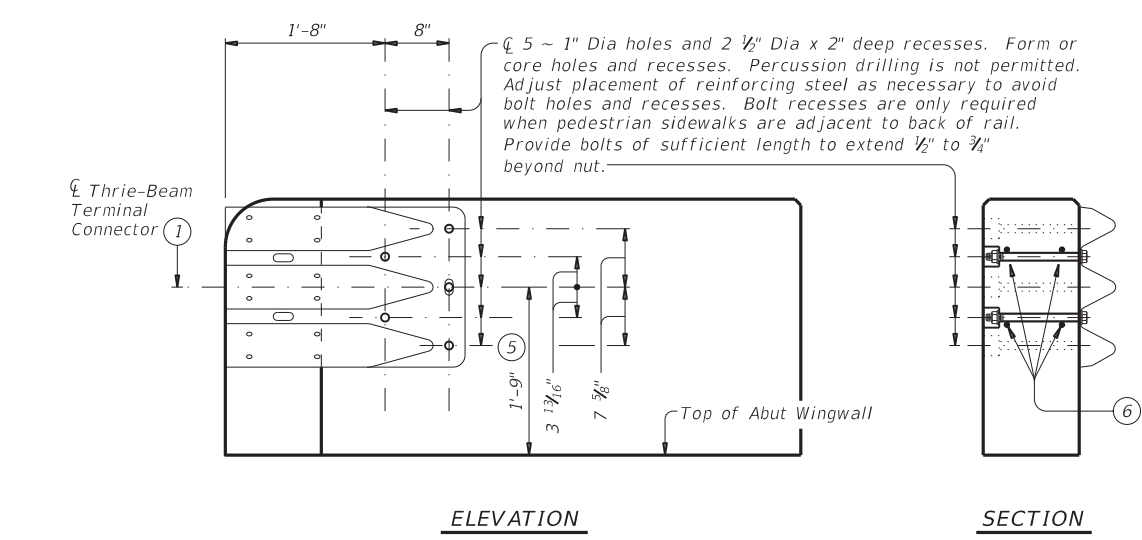 1'-8"
8"
℄ 5 ~ 1" Dia holes and 2 ½" Dia x 2" deep recesses. Form or
core holes and recesses. Percussion drilling is not permitted.
Adjust placement of reinforcing steel as necessary to avoid
bolt holes and recesses. Bolt recesses are only required
when pedestrian sidewalks are adjacent to back of rail.
Provide bolts of sufficient length to extend ½" to ¾"
beyond nut.
℄ Thrie-Beam
Terminal
Connector 1
5
1'-9"
3 13/16"
7 5/8"
Top of Abut Wingwall
6
ELEVATION
SECTION